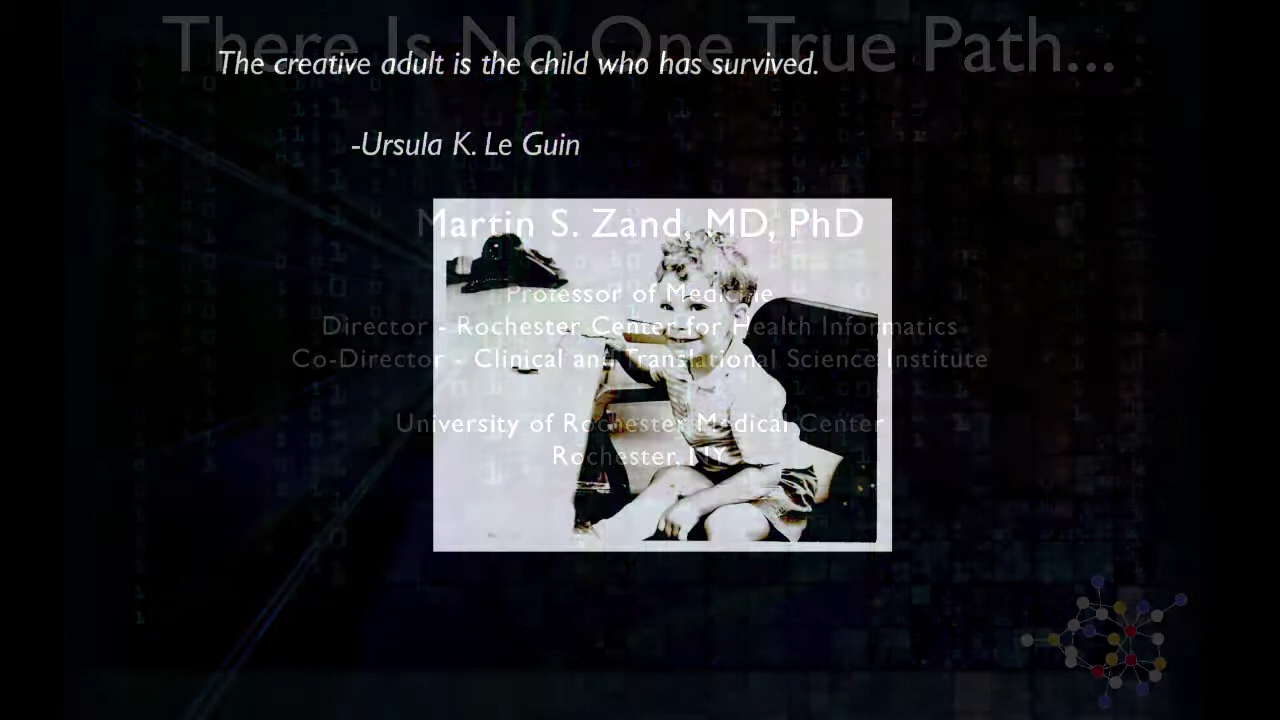 There Is No One True Path...
The creative adult is the child who has survived.
-Ursula K. Le Guin
Martin S. Zand, MD, PhD
Professor of Medicine
Director - Rochester Center for Health Informatics
Co-Director - Clinical and Translational Science Institute
University of Rochester Medical Center
Rochester, NY